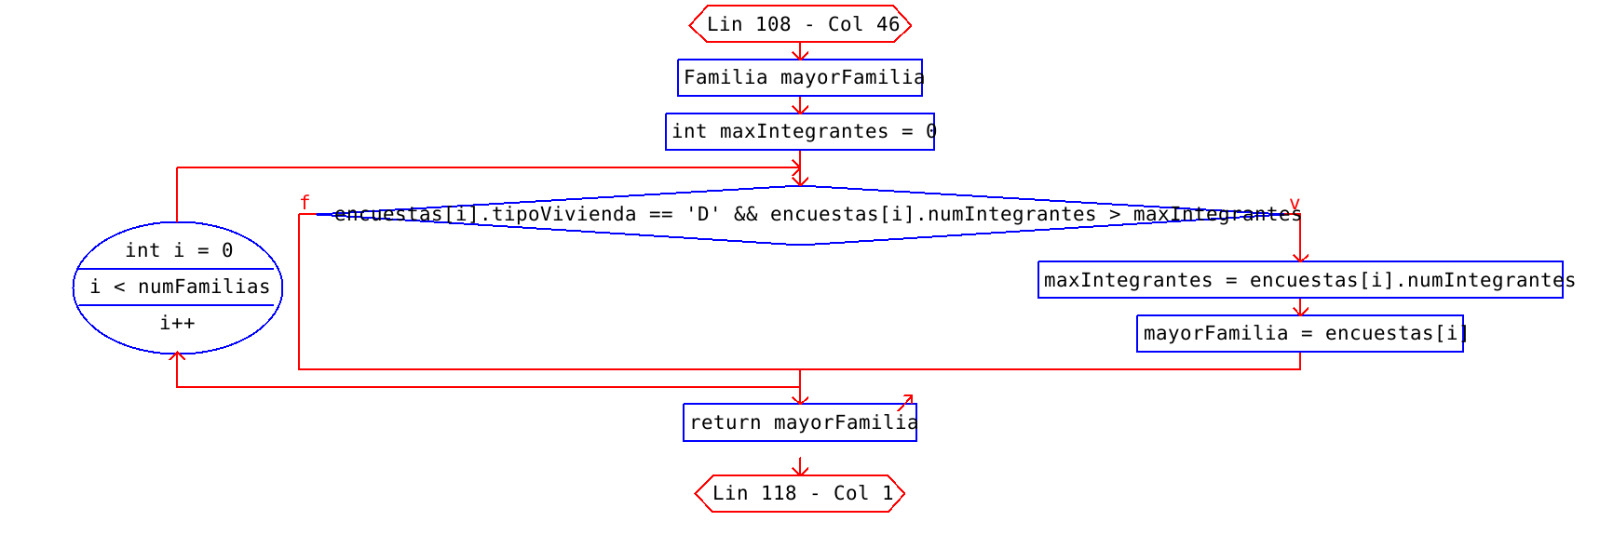 Lin 108 - Col 46
Familia mayorFamilia
int maxIntegrantes = 0
f
encuestas[i].tipoVivienda == 'D' && encuestas[i].numIntegrantes > maxIntegrantes
v
int i = 0
i < numFamilias
i++
maxIntegrantes = encuestas[i].numIntegrantes
mayorFamilia = encuestas[i]
return mayorFamilia
Lin 118 - Col 1